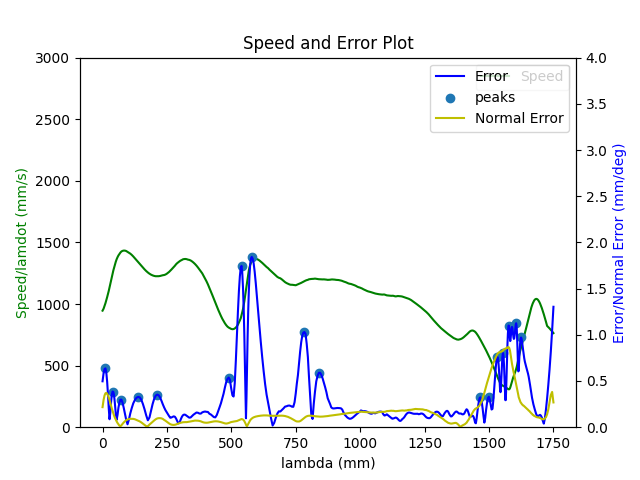 Speed and Error Plot
3000
2500
2000
1500
1000
500
0
Speed/lamdot (mm/s)
4.0
3.5
3.0
2.5
2.0
1.5
1.0
0.5
0.0
Error/Normal Error (mm/deg)
Error
Speed
peaks
Normal Error
0 250 500 750 1000 1250 1500 1750
lambda (mm)